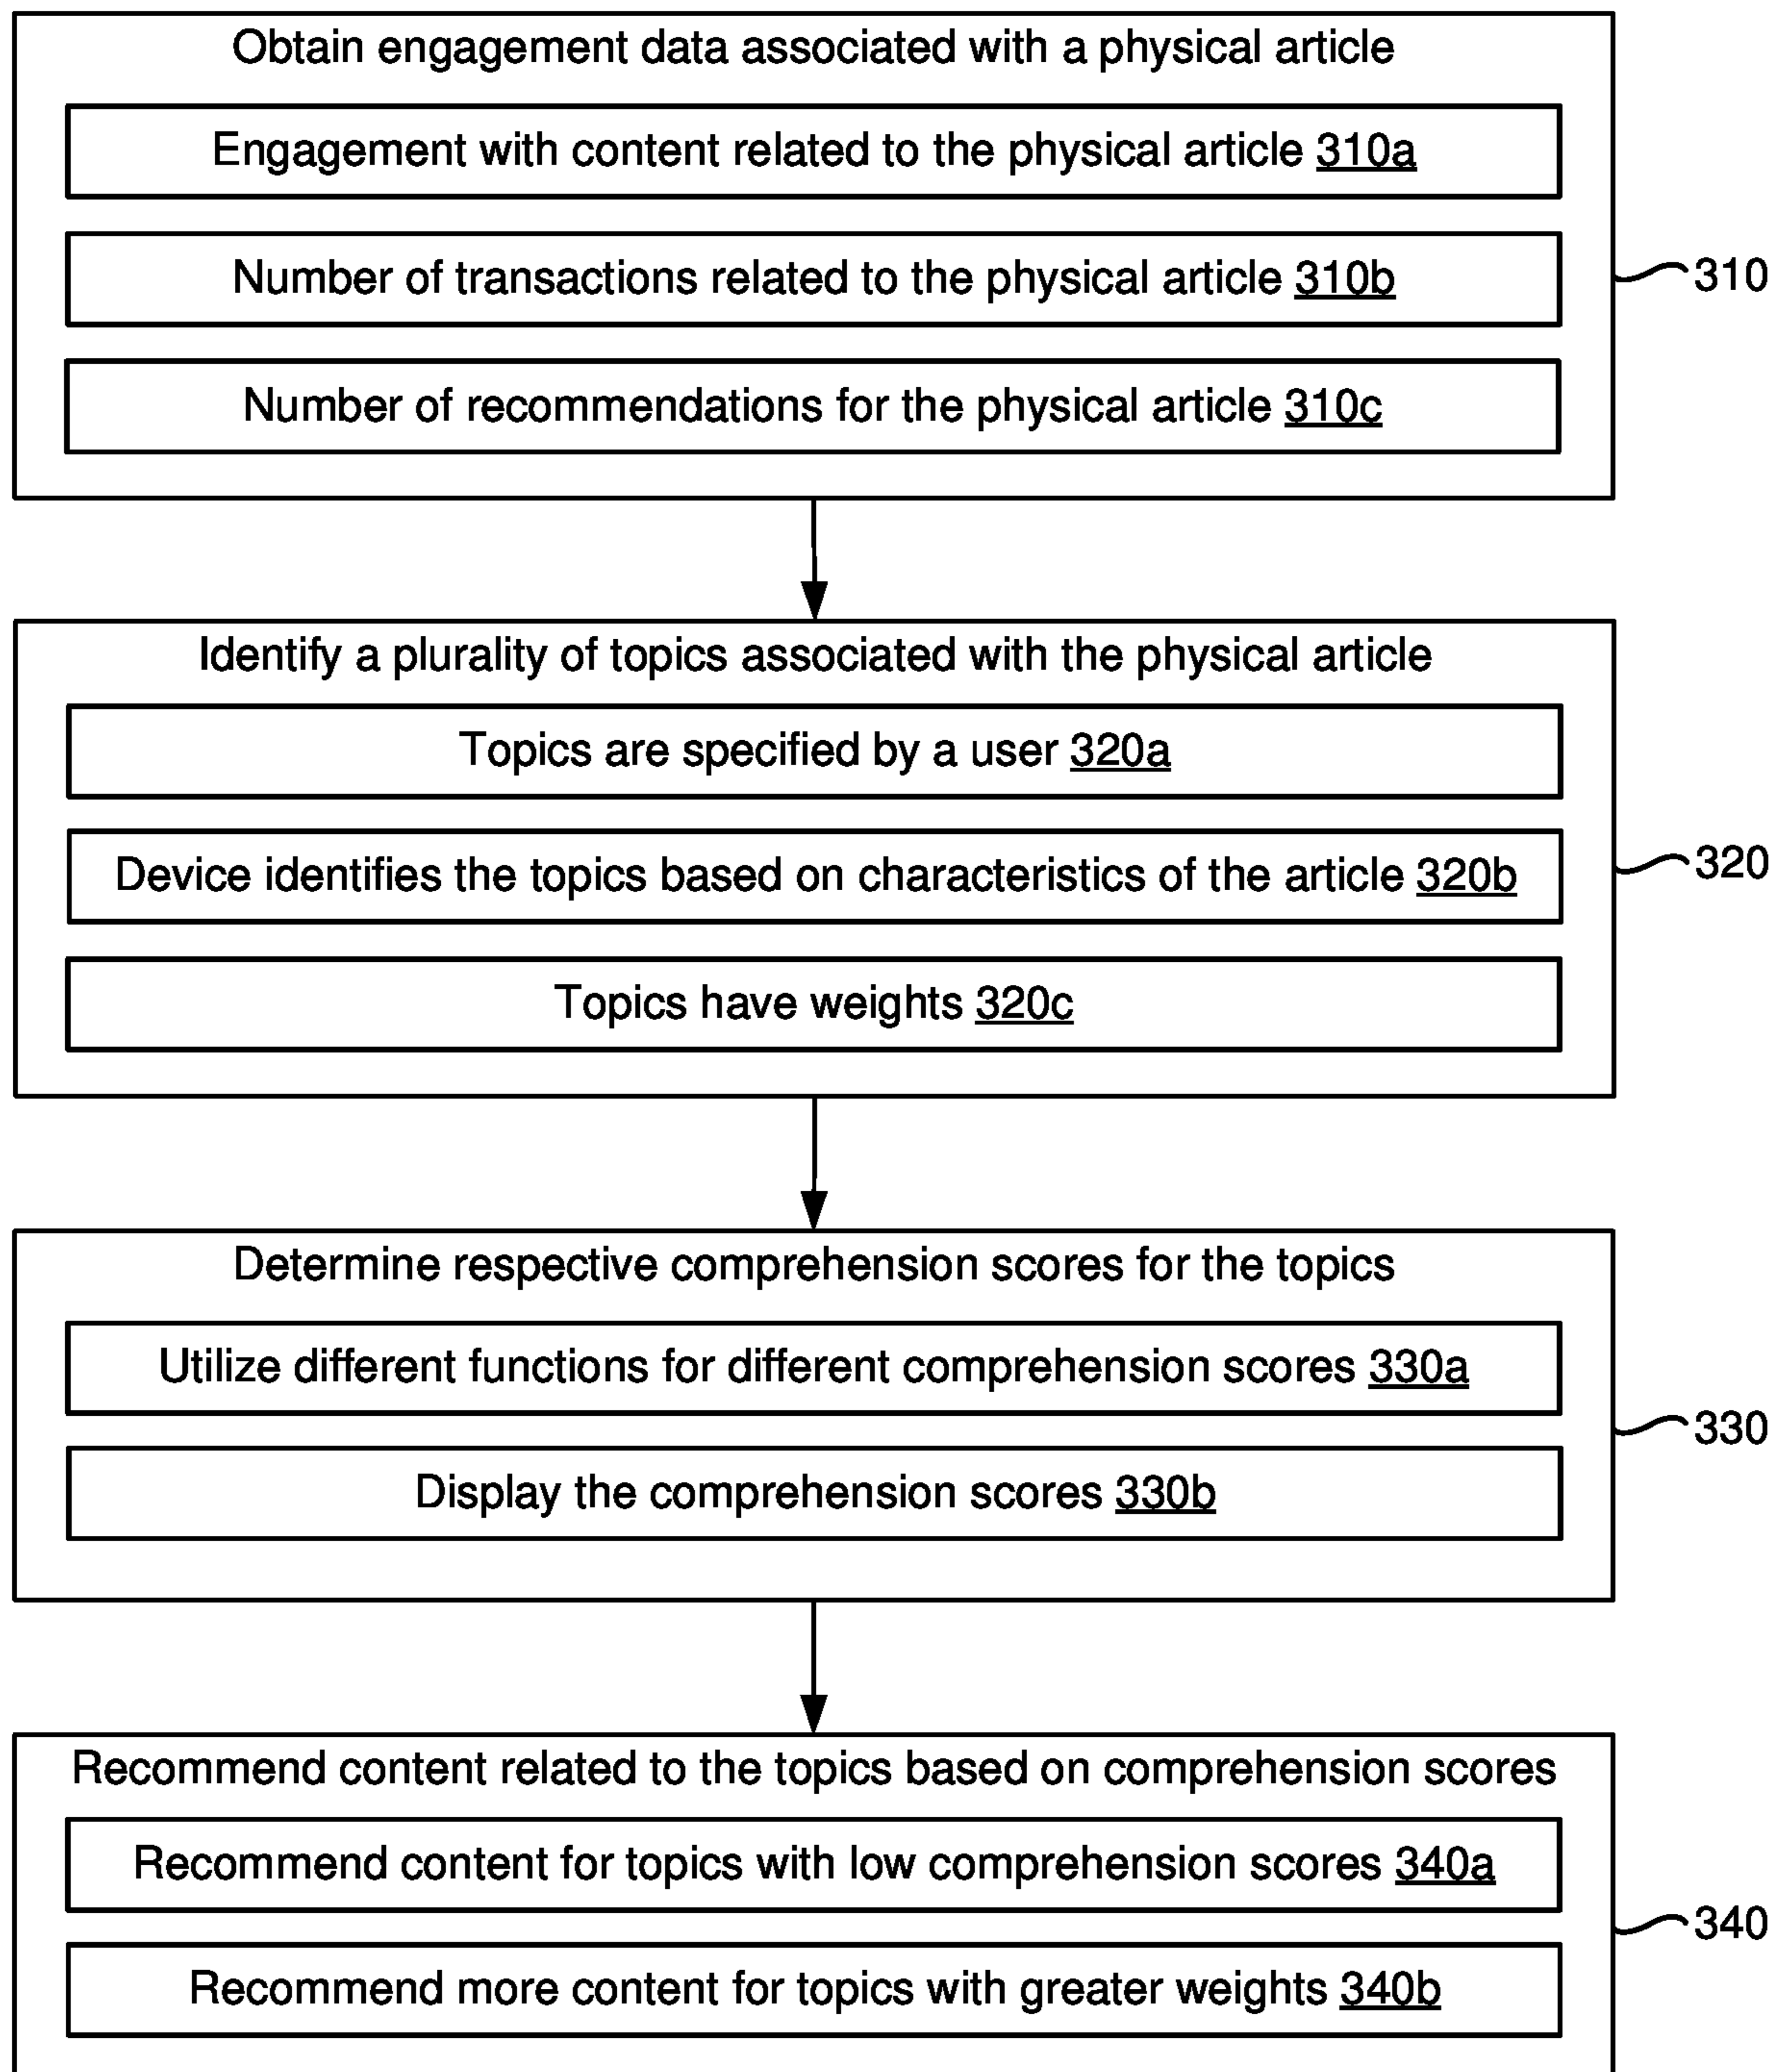 Obtain engagement data associated with a physical article
Engagement with content related to the physical article 310a
Number of transactions related to the physical article 310b
310
Number of recommendations for the physical article 310c
Identify a plurality of topics associated with the physical article
Topics are specified by a user 320a
Device identifies the topics based on characteristics of the article 320b
320
Topics have weights 320c
Determine respective comprehension scores for the topics
Utilize different functions for different comprehension scores 330a
330
Display the comprehension scores 330b
Recommend content related to the topics based on comprehension scores
Recommend content for topics with low comprehension scores 340a
340
Recommend more content for topics with greater weights 340b